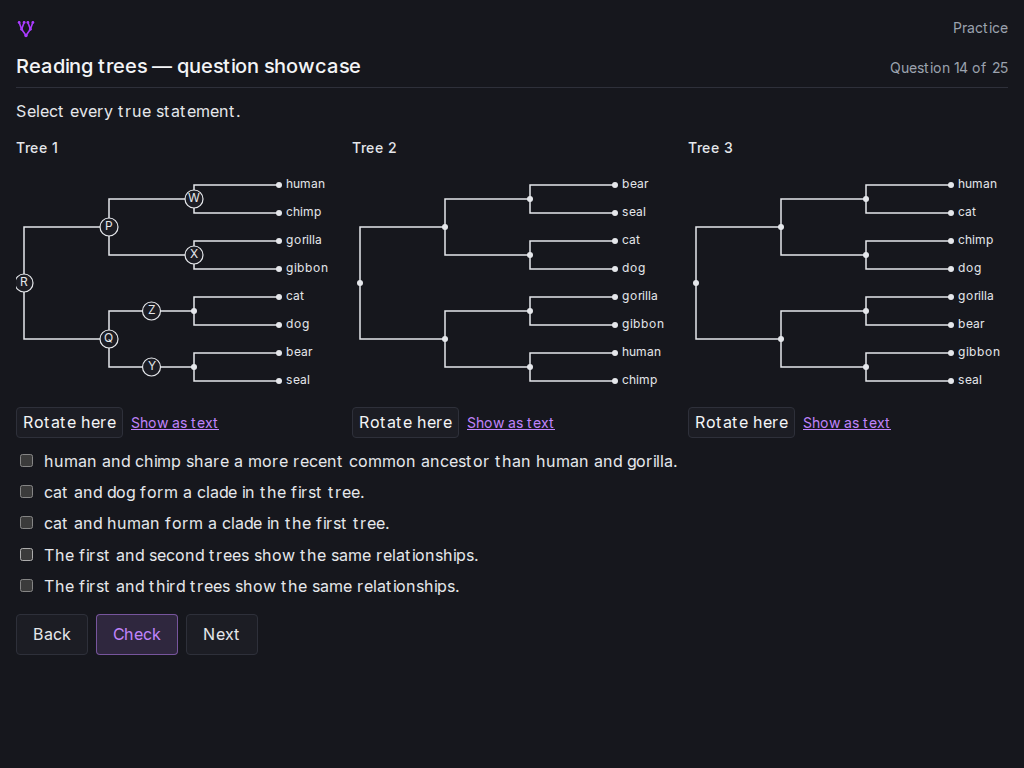 Practice
Reading trees — question showcase
Question 14 of 25
Select every true statement.
Tree 1
Tree 2
Tree 3
human
chimp
gorilla
gibbon
cat
dog
bear
seal
W
P
X
R
Z
Q
Y
bear
seal
cat
dog
gorilla
gibbon
human
chimp
human
cat
chimp
dog
gorilla
bear
gibbon
seal
Rotate here Show as text
Rotate here Show as text
Rotate here Show as text
human and chimp share a more recent common ancestor than human and gorilla.
cat and dog form a clade in the first tree.
cat and human form a clade in the first tree.
The first and second trees show the same relationships.
The first and third trees show the same relationships.
Back
Check
Next